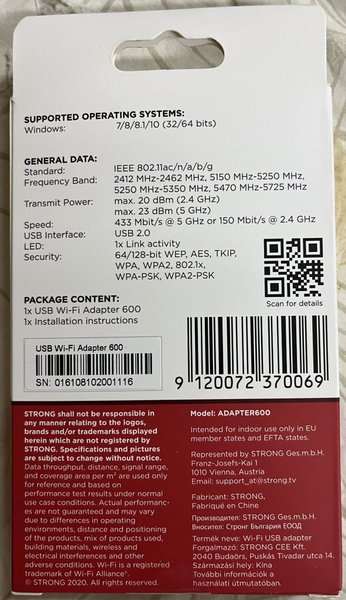 SUPPORTED OPERATING SYSTEMS:
Windows: 7/8/8.1/10 (32/64 bits)
GENERAL DATA:
Standard: IEEE 802.11ac/n/a/b/g
Frequency Band: 2412 MHz-2462 MHz, 5150 MHz-5250 MHz,
5250 MHz-5350 MHz, 5470 MHz-5725 MHz
Transmit Power: max. 20 dBm (2.4 GHz)
max. 23 dBm (5 GHz)
Speed: 433 Mbit/s @ 5 GHz or 150 Mbit/s @ 2.4 GHz
USB Interface: USB 2.0
LED: 1x Link activity
Security: 64/128-bit WEP, AES, TKIP,
WPA, WPA2, 802.1x,
WPA-PSK, WPA2-PSK
Scan for details
PACKAGE CONTENT:
1x USB Wi-Fi Adapter 600
1x Installation instructions
USB Wi-Fi Adapter 600
SN: 016108102001116
9 120072 370069
STRONG shall not be responsible in
any manner relating to the logos,
brands and/or trademarks displayed
herein which are not registered by
STRONG. Specifications and pictures
are subject to change without notice.
Data throughput, distance, signal range,
and coverage area per m² are used only
for reference and based on
performance test results under normal
use case conditions. Actual performanc-
es are not guaranteed and may vary
due to differences in operating
environments, distance and positioning
of the products, mix of products used,
building materials, wireless and
electrical interferences and other
adverse conditions. Wi-Fi is a registered
trademark of Wi-Fi Alliance®.
© STRONG 2020. All rights reserved.
Model: ADAPTER600
Intended for indoor use only in EU
member states and EFTA states.
Represented by STRONG Ges.m.b.H.
Franz-Josefs-Kai 1
1010 Vienna, Austria
Email: support_at@strong.tv
Fabricant: STRONG,
Fabriqué en Chine
Производител: STRONG Ges.m.b.H.
Вносител: Стронг България ЕООД
Termék neve: Wi-Fi USB adapter
Forgalmazó: STRONG CEE Kft.
2040 Budaörs, Puskás Tivadar utca 14.
Származási hely: Kína